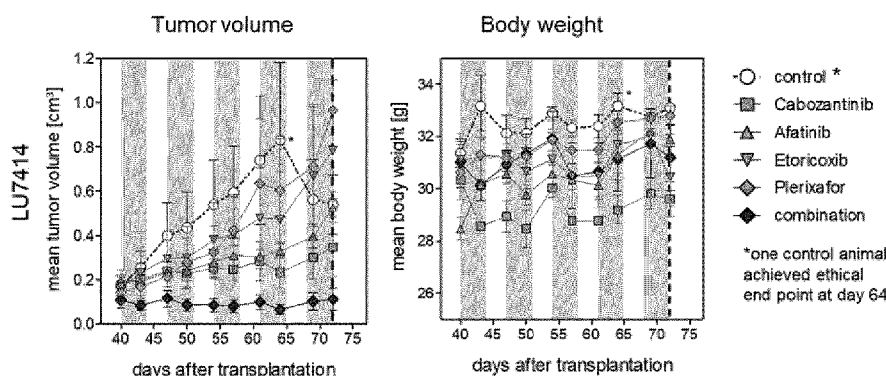 Tumor volume
Body weight
LU7414
mean tumor volume [cm³]
1.2
1.0
0.8
0.6
0.4
0.2
0.0
*
40 45 50 55 60 65 70 75
days after transplantation
mean body weight [g]
34
32
30
28
26
*
40 45 50 55 60 65 70 75
days after transplantation
control *
Cabozantinib
Afatinib
Etoricoxib
Plerixafor
combination
*one control animal
achieved ethical
end point at day 64